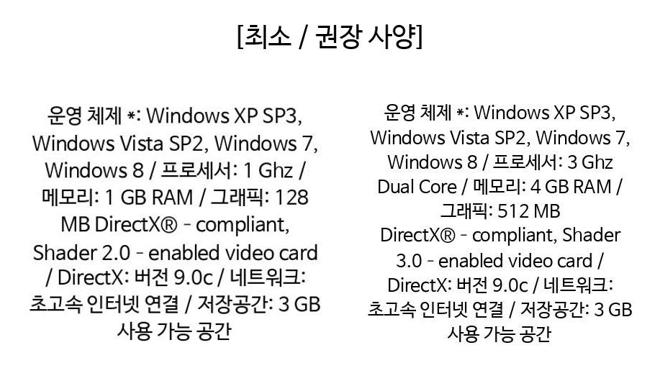 [최소 / 권장 사양]
운영 체제 *: Windows XP SP3,
Windows Vista SP2, Windows 7,
Windows 8 / 프로세서: 1 Ghz /
메모리: 1 GB RAM / 그래픽: 128
MB DirectX® - compliant,
Shader 2.0 - enabled video card
/ DirectX: 버전 9.0c / 네트워크:
초고속 인터넷 연결 / 저장공간: 3 GB
사용 가능 공간
운영 체제 *: Windows XP SP3,
Windows Vista SP2, Windows 7,
Windows 8 / 프로세서: 3 Ghz
Dual Core / 메모리: 4 GB RAM /
그래픽: 512 MB
DirectX® - compliant, Shader
3.0 - enabled video card /
DirectX: 버전 9.0c / 네트워크:
초고속 인터넷 연결 / 저장공간: 3 GB
사용 가능 공간